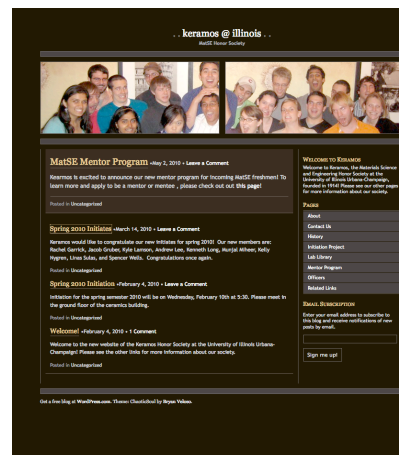 . . keramos @ illinois . .
MatSE Honor Society
MatSE Mentor Program •May 2, 2010 • Leave a Comment
Keramos is excited to announce our new mentor program for incoming MatSE freshmen! To
learn more and apply to be a mentor or mentee , please check out out this page!
Posted in Uncategorized
Spring 2010 Initiates •March 14, 2010 • Leave a Comment
Keramos would like to congratulate our new initiates for spring 2010! Our new members are:
Rachel Garrick, Jacob Gruber, Kyle Lamson, Andrew Lee, Kenneth Long, Munjal Mheer, Kelly
Nygren, Linas Sulas, and Spencer Wells. Congratulations once again.
Posted in Uncategorized
Spring 2010 Initiation •February 4, 2010 • Leave a Comment
Initiation for the spring semester 2010 will be on Wednesday, February 10th at 5:30. Please meet in
the ground floor of the ceramics building.
Posted in Uncategorized
Welcome! •February 4, 2010 • 1 Comment
Welcome to the new website of the Keramos Honor Society at the University of Illinois Urbana-
Champaign! Please see the other links for more information about our society.
Posted in Uncategorized
Welcome to Keramos
Welcome to Keramos, the Materials Science
and Engineering Honor Society at the
University of Illinois Urbana-Champaign,
founded in 1914! Please see our other pages
for more information about our society.
Pages
About
Contact Us
History
Initiation Project
Lab Library
Mentor Program
Officers
Related Links
Email Subscription
Enter your email address to subscribe to
this blog and receive notifications of new
posts by email.
Sign me up!
Get a free blog at WordPress.com. Theme: ChaoticSoul by Bryan Veloso.